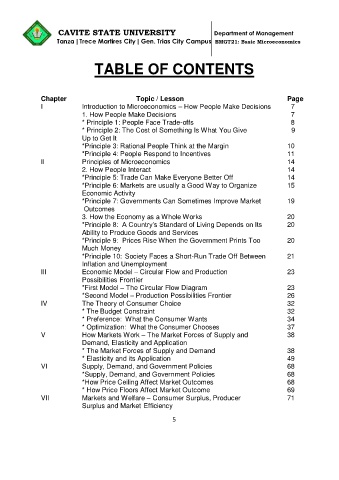 CAVITE STATE UNIVERSITY Department of Management
Tanza|Trece Martires City| Gen. Trias City Campus BMGT21: Basic Microeconomics
TABLE OF CONTENTS
Chapter Topic / Lesson Page
I Introduction to Microeconomics – How People Make Decisions 7
1. How People Make Decisions 7
* Principle 1: People Face Trade-offs 8
* Principle 2: The Cost of Something Is What You Give 9
Up to Get It
*Principle 3: Rational People Think at the Margin 10
*Principle 4: People Respond to Incentives 11
II Principles of Microeconomics 14
2. How People Interact 14
*Principle 5: Trade Can Make Everyone Better Off 14
*Principle 6: Markets are usually a Good Way to Organize 15
Economic Activity
*Principle 7: Governments Can Sometimes Improve Market 19
Outcomes
3. How the Economy as a Whole Works 20
*Principle 8: A Country's Standard of Living Depends on Its 20
Ability to Produce Goods and Services
*Principle 9: Prices Rise When the Government Prints Too 20
Much Money
*Principle 10: Society Faces a Short-Run Trade Off Between 21
Inflation and Unemployment
III Economic Model – Circular Flow and Production 23
Possibilities Frontier
*First Model – The Circular Flow Diagram 23
*Second Model – Production Possibilities Frontier 26
IV The Theory of Consumer Choice 32
* The Budget Constraint 32
* Preference: What the Consumer Wants 34
* Optimization: What the Consumer Chooses 37
V How Markets Work – The Market Forces of Supply and 38
Demand, Elasticity and Application
* The Market Forces of Supply and Demand 38
* Elasticity and its Application 49
VI Supply, Demand, and Government Policies 68
*Supply, Demand, and Government Policies 68
*How Price Ceiling Affect Market Outcomes 68
* How Price Floors Affect Market Outcome 69
VII Markets and Welfare – Consumer Surplus, Producer 71
Surplus and Market Efficiency
5